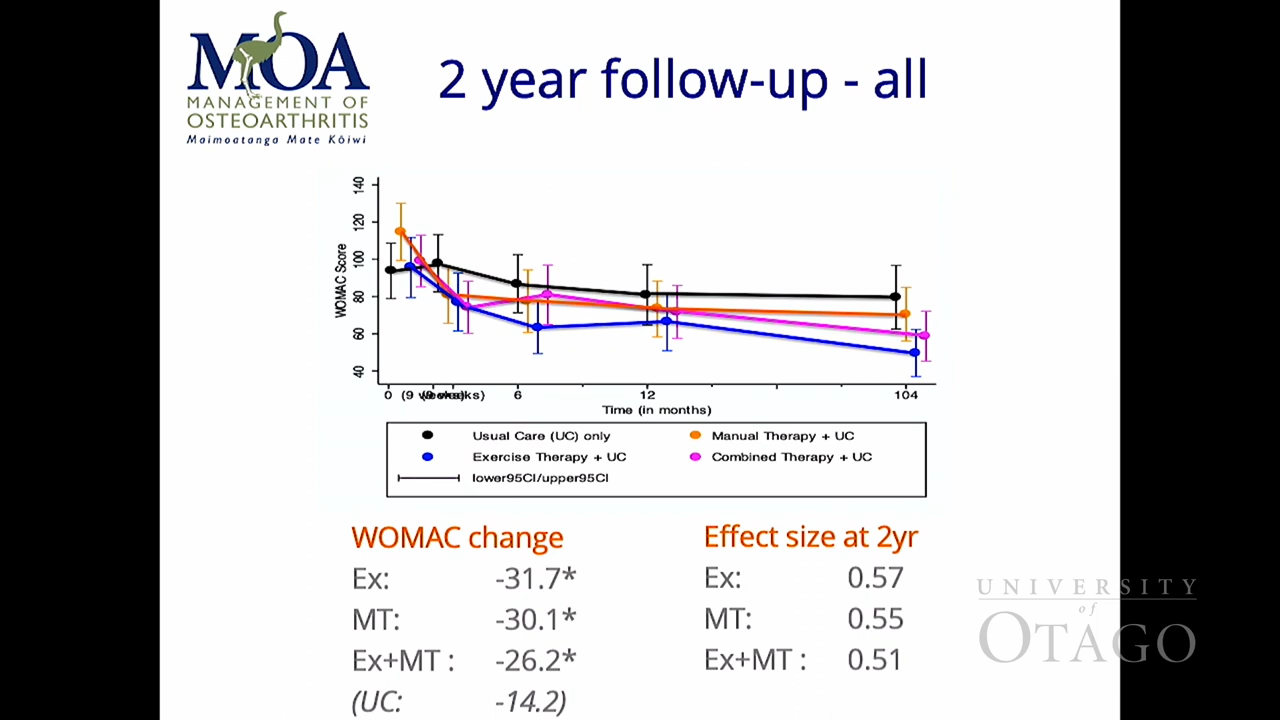 MOA
MANAGEMENT OF
OSTEOARTHRITIS
Maimoatanga Mate Kōiwi
2 year follow-up - all
WOMAC Score
140
120
100
80
60
40
0 (9 weeks) 6 12 104
Time (in months)
Usual Care (UC) only Manual Therapy + UC
Exercise Therapy + UC Combined Therapy + UC
lower95CI/upper95CI
WOMAC change
Ex: -31.7*
MT: -30.1*
Ex+MT : -26.2*
(UC: -14.2)
Effect size at 2yr
Ex: 0.57
MT: 0.55
Ex+MT : 0.51
UNIVERSITY
of
OTAGO